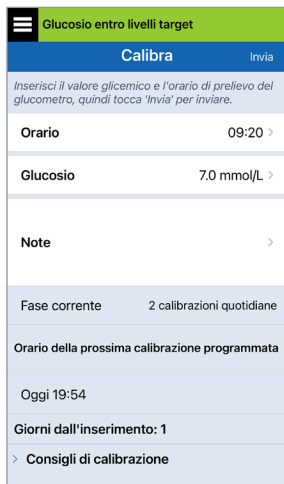 Glucosio entro livelli target
Calibra
Invia
Inserisci il valore glicemico e l'orario di prelievo del
glucometro, quindi tocca 'Invia' per inviare.
Orario 09:20 >
Glucosio 7.0 mmol/L >
Note >
Fase corrente 2 calibrazioni quotidiane
Orario della prossima calibrazione programmata
Oggi 19:54
Giorni dall'inserimento: 1
> Consigli di calibrazione